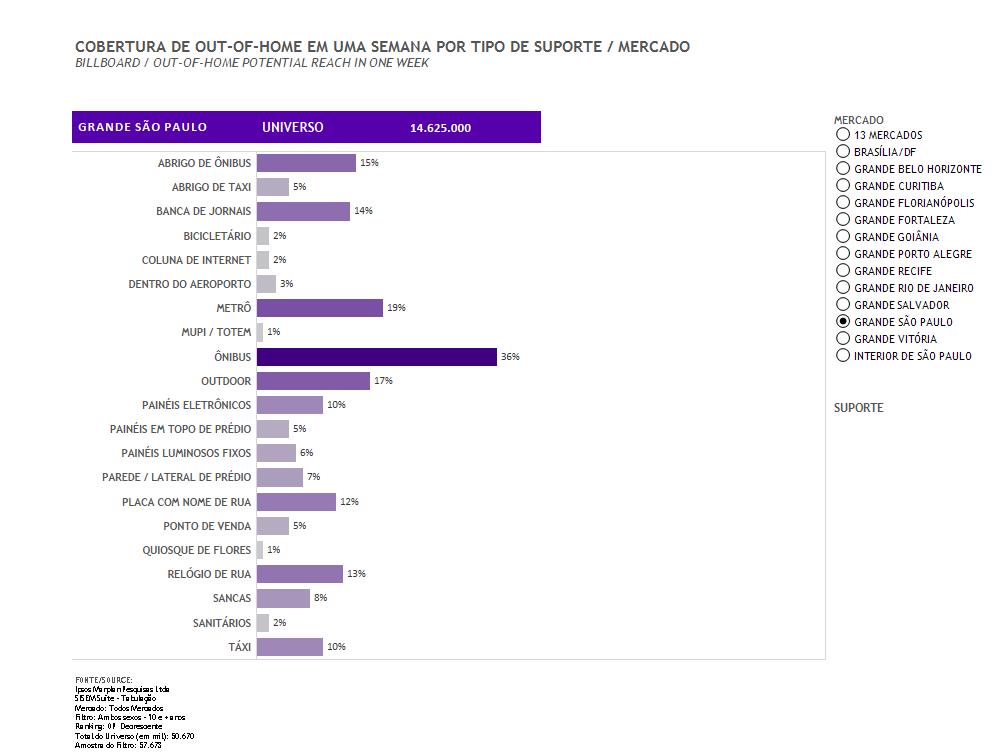 COBERTURA DE OUT-OF-HOME EM UMA SEMANA POR TIPO DE SUPORTE / MERCADO
BILLBOARD / OUT-OF-HOME POTENTIAL REACH IN ONE WEEK
GRANDE SÃO PAULO UNIVERSO 14.625.000
ABRIGO DE ÔNIBUS 15%
ABRIGO DE TAXI 5%
BANCA DE JORNAIS 14%
BICICLETÁRIO 2%
COLUNA DE INTERNET 2%
DENTRO DO AEROPORTO 3%
METRÔ 19%
MUPI / TOTEM 1%
ÔNIBUS 36%
OUTDOOR 17%
PAINÉIS ELETRÔNICOS 10%
PAINÉIS EM TOPO DE PRÉDIO 5%
PAINÉIS LUMINOSOS FIXOS 6%
PAREDE / LATERAL DE PRÉDIO 7%
PLACA COM NOME DE RUA 12%
PONTO DE VENDA 5%
QUIOSQUE DE FLORES 1%
RELÓGIO DE RUA 13%
SANCAS 8%
SANITÁRIOS 2%
TÁXI 10%
MERCADO
13 MERCADOS
BRASÍLIA/DF
GRANDE BELO HORIZONTE
GRANDE CURITIBA
GRANDE FLORIANÓPOLIS
GRANDE FORTALEZA
GRANDE GOIÂNIA
GRANDE PORTO ALEGRE
GRANDE RECIFE
GRANDE RIO DE JANEIRO
GRANDE SALVADOR
GRANDE SÃO PAULO
GRANDE VITÓRIA
INTERIOR DE SÃO PAULO
SUPORTE
FONTE/SOURCE:
Ipsos Marplan Pesquisas Ltda
SISEM Suite - Tabulação
Mercado: Todos Mercados
Filtro: Ambos sexos - 10 e + anos
Ranking: Decrescente
Total do Universo (em mil): 50.670
Amostra do Filtro: 57.673